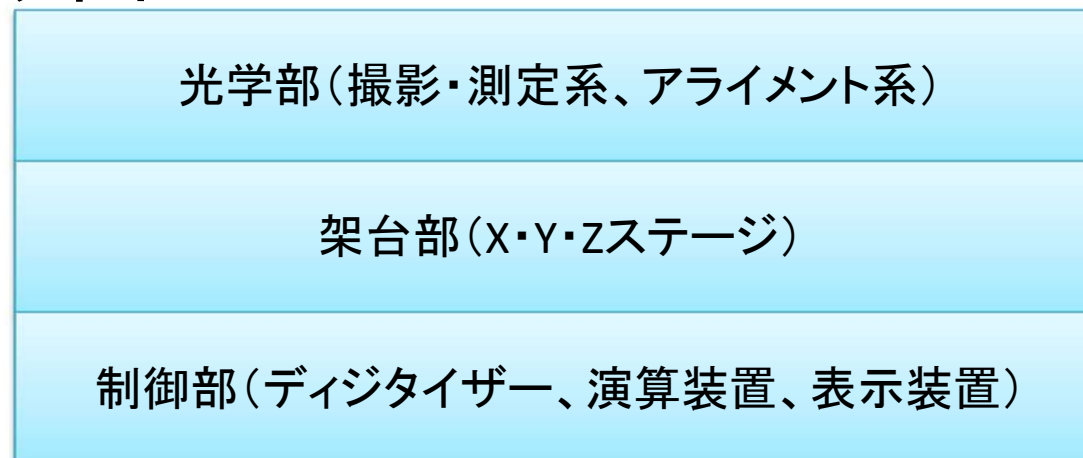 光学部（撮影・測定系、アライメント系）
架台部（X・Y・Zステージ）
制御部（ディジタイザー、演算装置、表示装置）